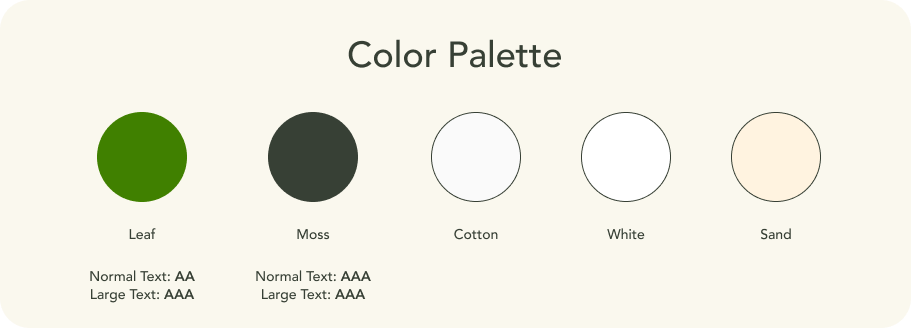 Color Palette
Leaf
Moss
Cotton
White
Sand
Normal Text: AA
Large Text: AAA
Normal Text: AAA
Large Text: AAA